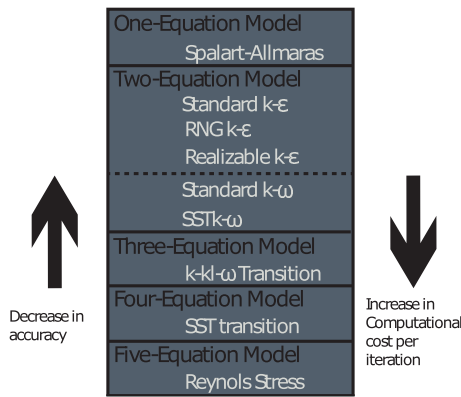 One-Equation Model
Spalart-Allmaras
Two-Equation Model
Standard k-ε
RNG k-ε
Realizable k-ε
Standard k-ω
SSTk-ω
Three-Equation Model
k-kl-ω Transition
Four-Equation Model
SST transition
Five-Equation Model
Reynols Stress
Decrease in
accuracy
Increase in
Computational
cost per
iteration